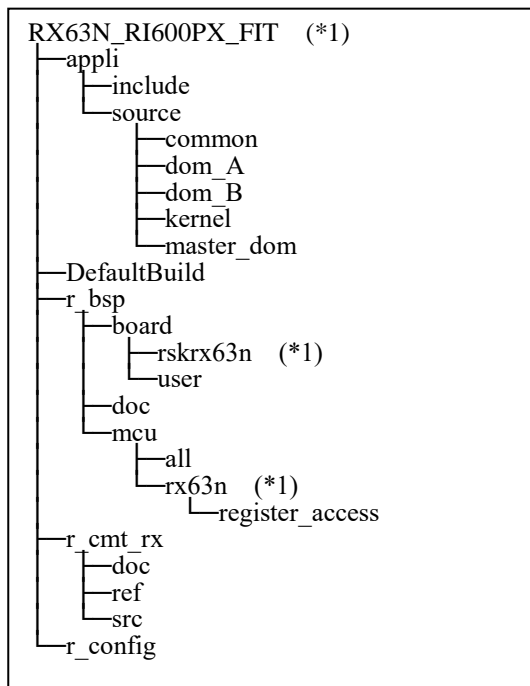 RX63N_RI600PX_FIT (*1)
appli
include
source
common
dom_A
dom_B
kernel
master_dom
DefaultBuild
r_bsp
board
rskrx63n (*1)
user
doc
mcu
all
rx63n (*1)
register_access
r_cmt_rx
doc
ref
src
r_config